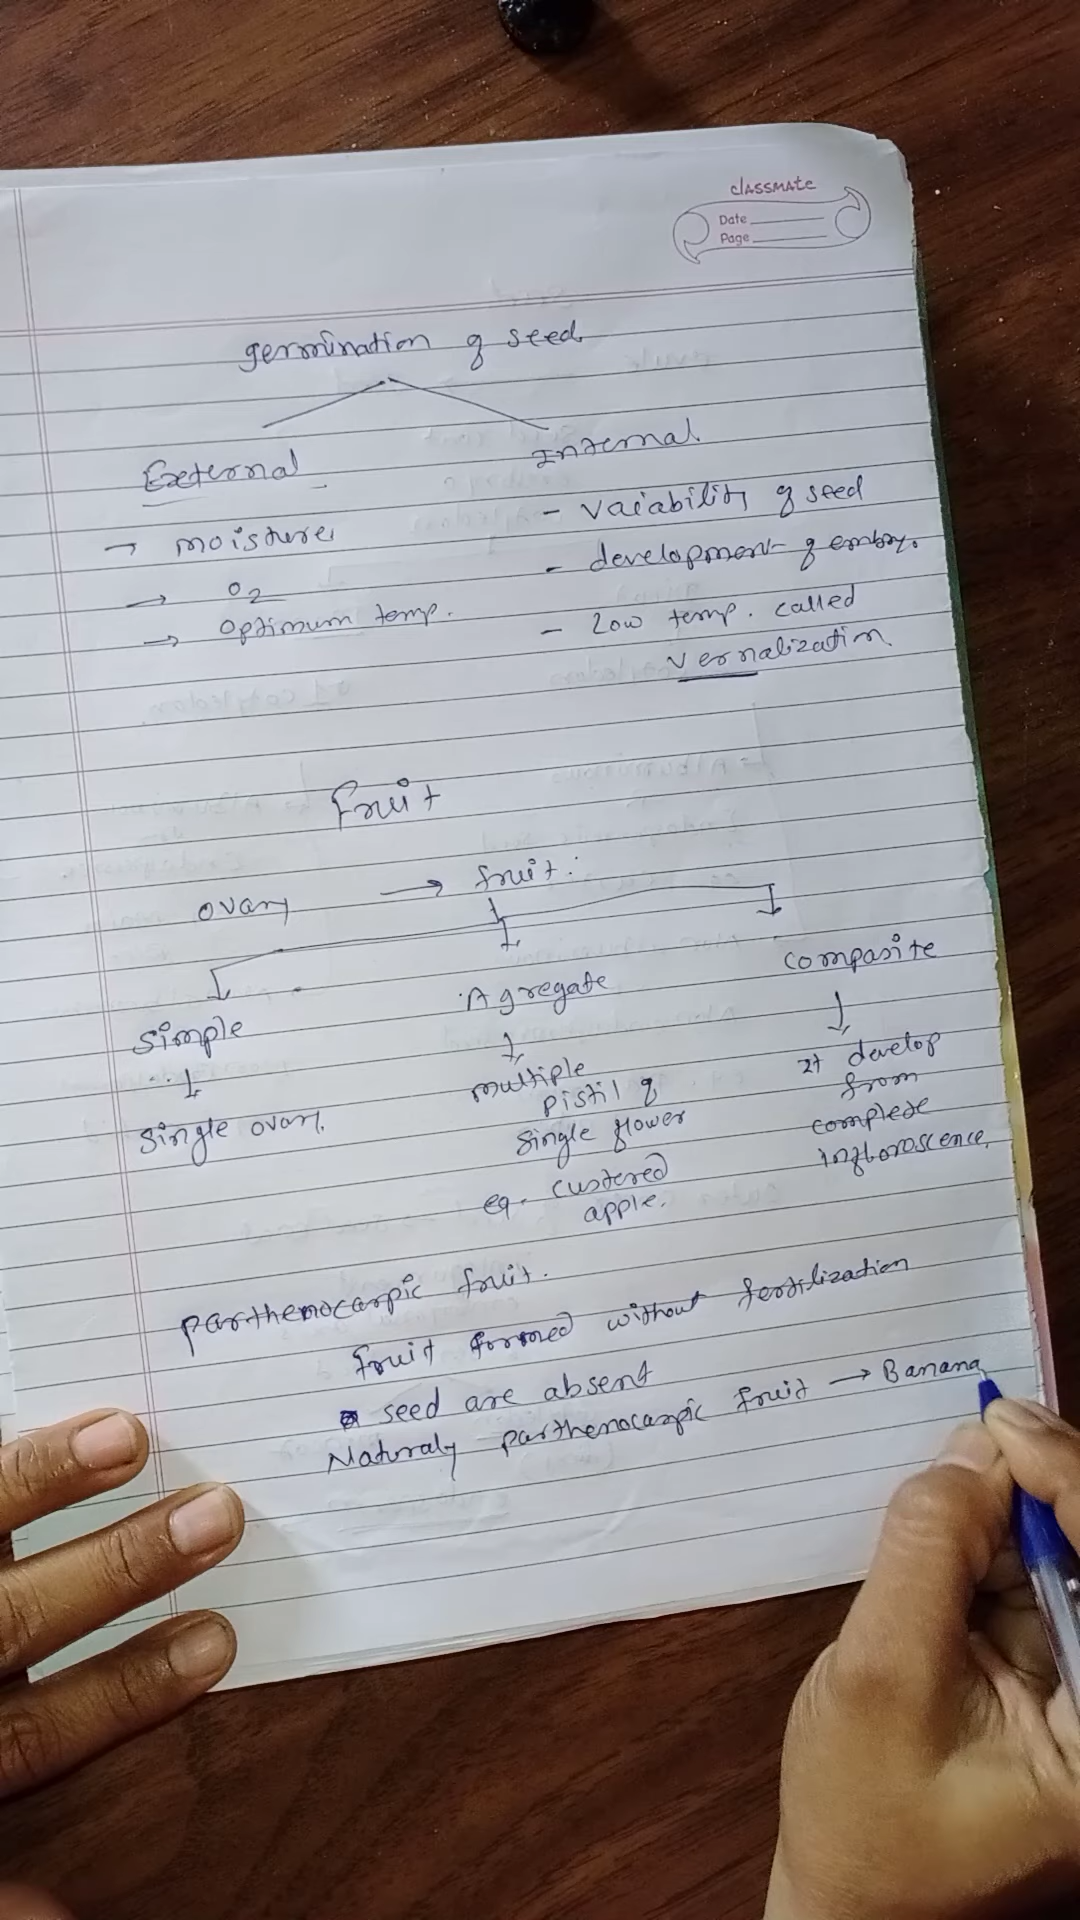 classmate
Date
Page
germination of seed
External
Internal
→ moisture
→ O2
→ Optimum temp.
- vaiability of seed
- development of embryo
- Low temp. called
vernalization
fruit
ovary → fruit
Simple
Agregate
compasite
single ovary
multiple
pistil of
single flower
eg. custered
apple.
It develop
from
complete
infloroscence
parthenocarpic fruit.
fruit formed without fertilization
seed are absent
Naturaly parthenocarpic fruit → Banana